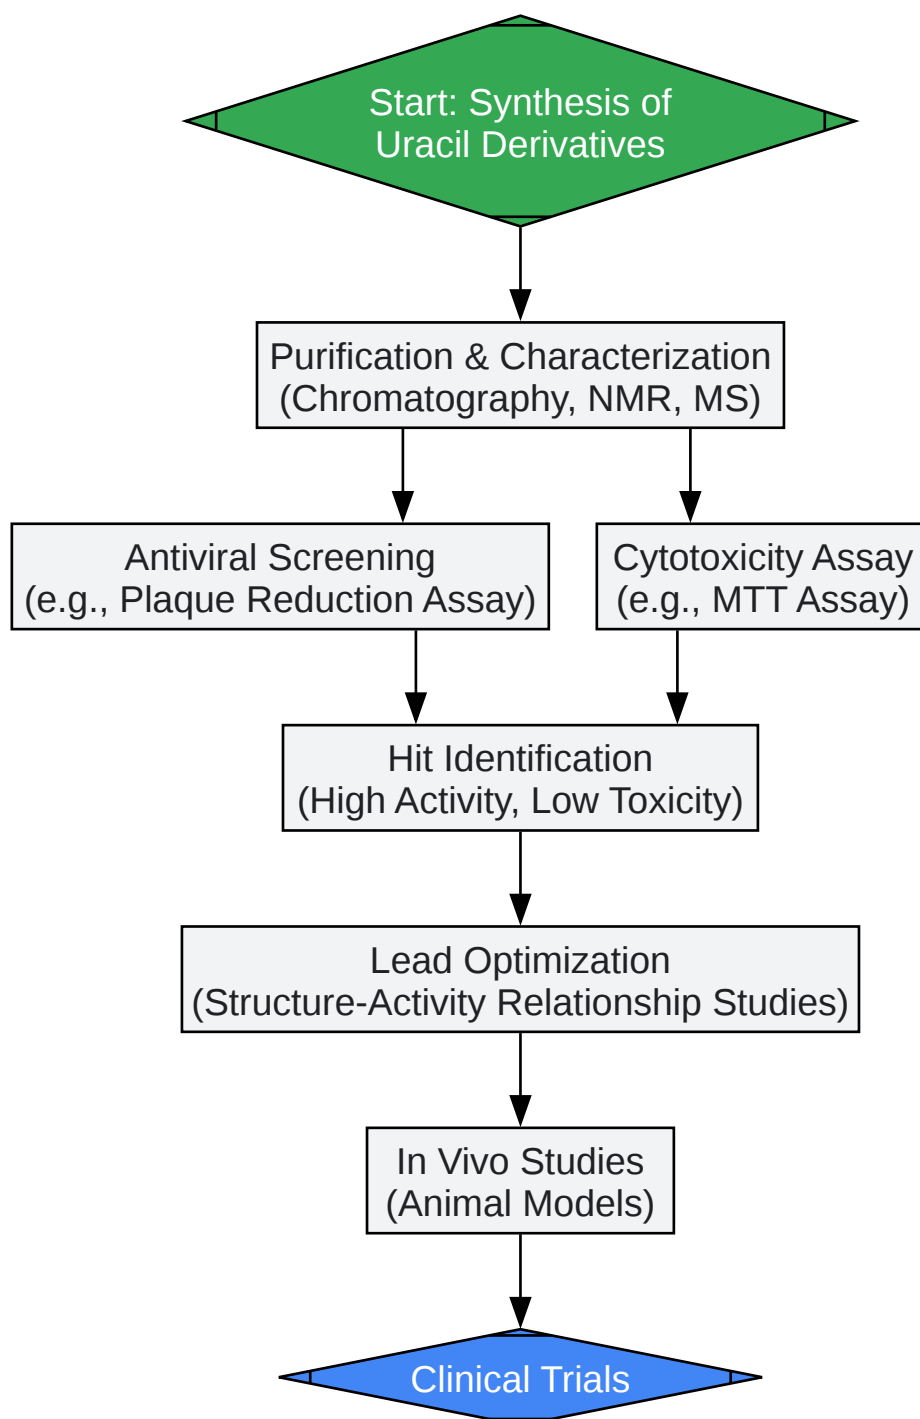 Start: Synthesis of
Uracil Derivatives
Purification & Characterization
(Chromatography, NMR, MS)
Antiviral Screening
(e.g., Plaque Reduction Assay)
Cytotoxicity Assay
(e.g., MTT Assay)
Hit Identification
(High Activity, Low Toxicity)
Lead Optimization
(Structure-Activity Relationship Studies)
In Vivo Studies
(Animal Models)
Clinical Trials